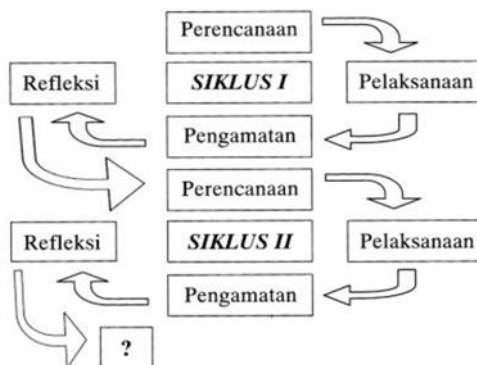 Perencanaan
Refleksi
SIKLUS I
Pelaksanaan
Pengamatan
Perencanaan
Refleksi
SIKLUS II
Pelaksanaan
Pengamatan
?